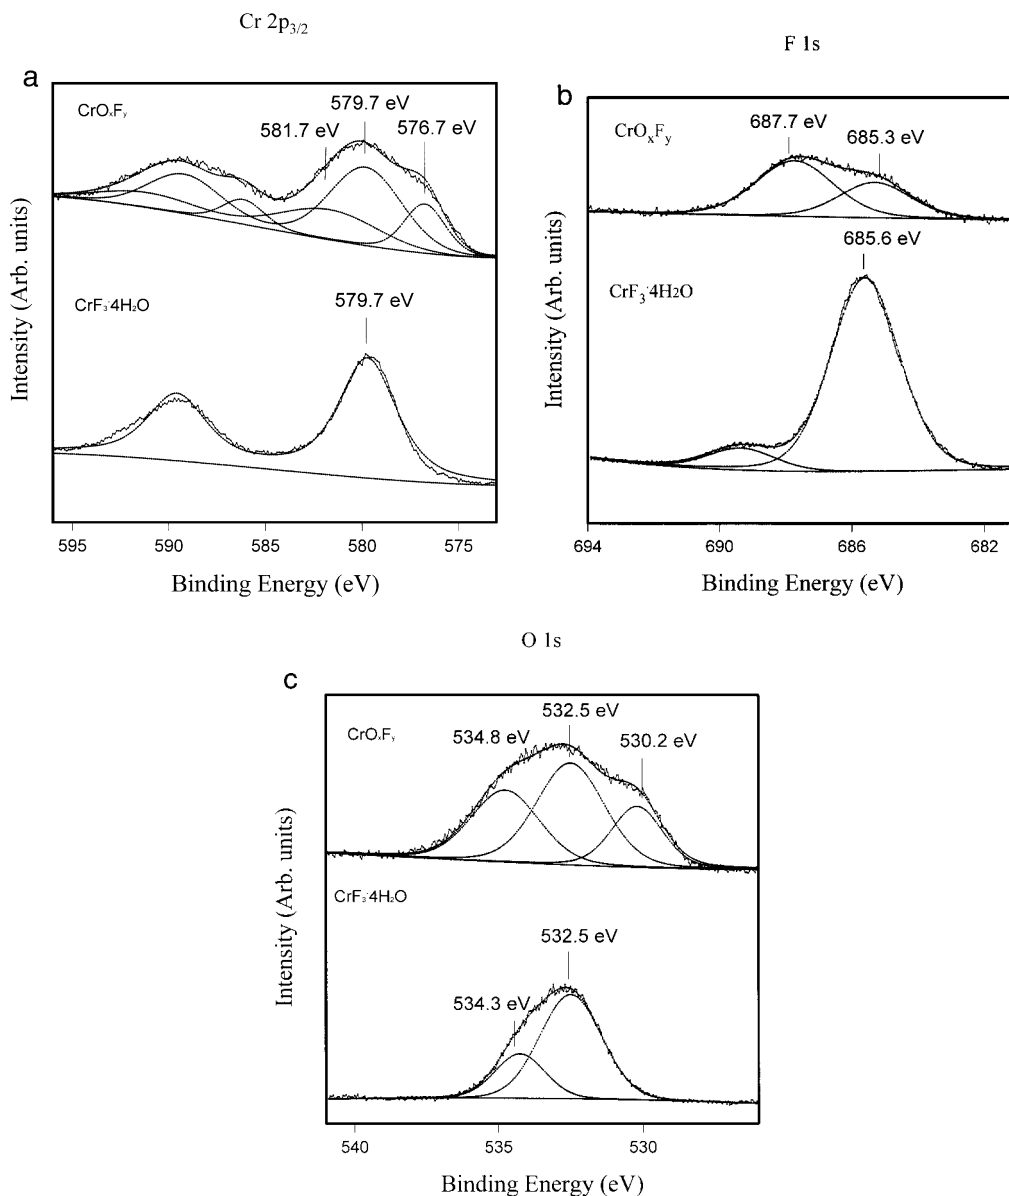 Cr 2p3/2
a
CrOxFy
581.7 eV
579.7 eV
576.7 eV
CrF3·4H2O
579.7 eV
Intensity (Arb. units)
595 590 585 580 575
Binding Energy (eV)
F 1s
b
CrOxFy
687.7 eV
685.3 eV
685.6 eV
CrF3·4H2O
Intensity (Arb. units)
694 690 686 682
Binding Energy (eV)
O 1s
c
CrOxFy
534.8 eV
532.5 eV
530.2 eV
CrF3·4H2O
532.5 eV
534.3 eV
Intensity (Arb. units)
540 535 530
Binding Energy (eV)